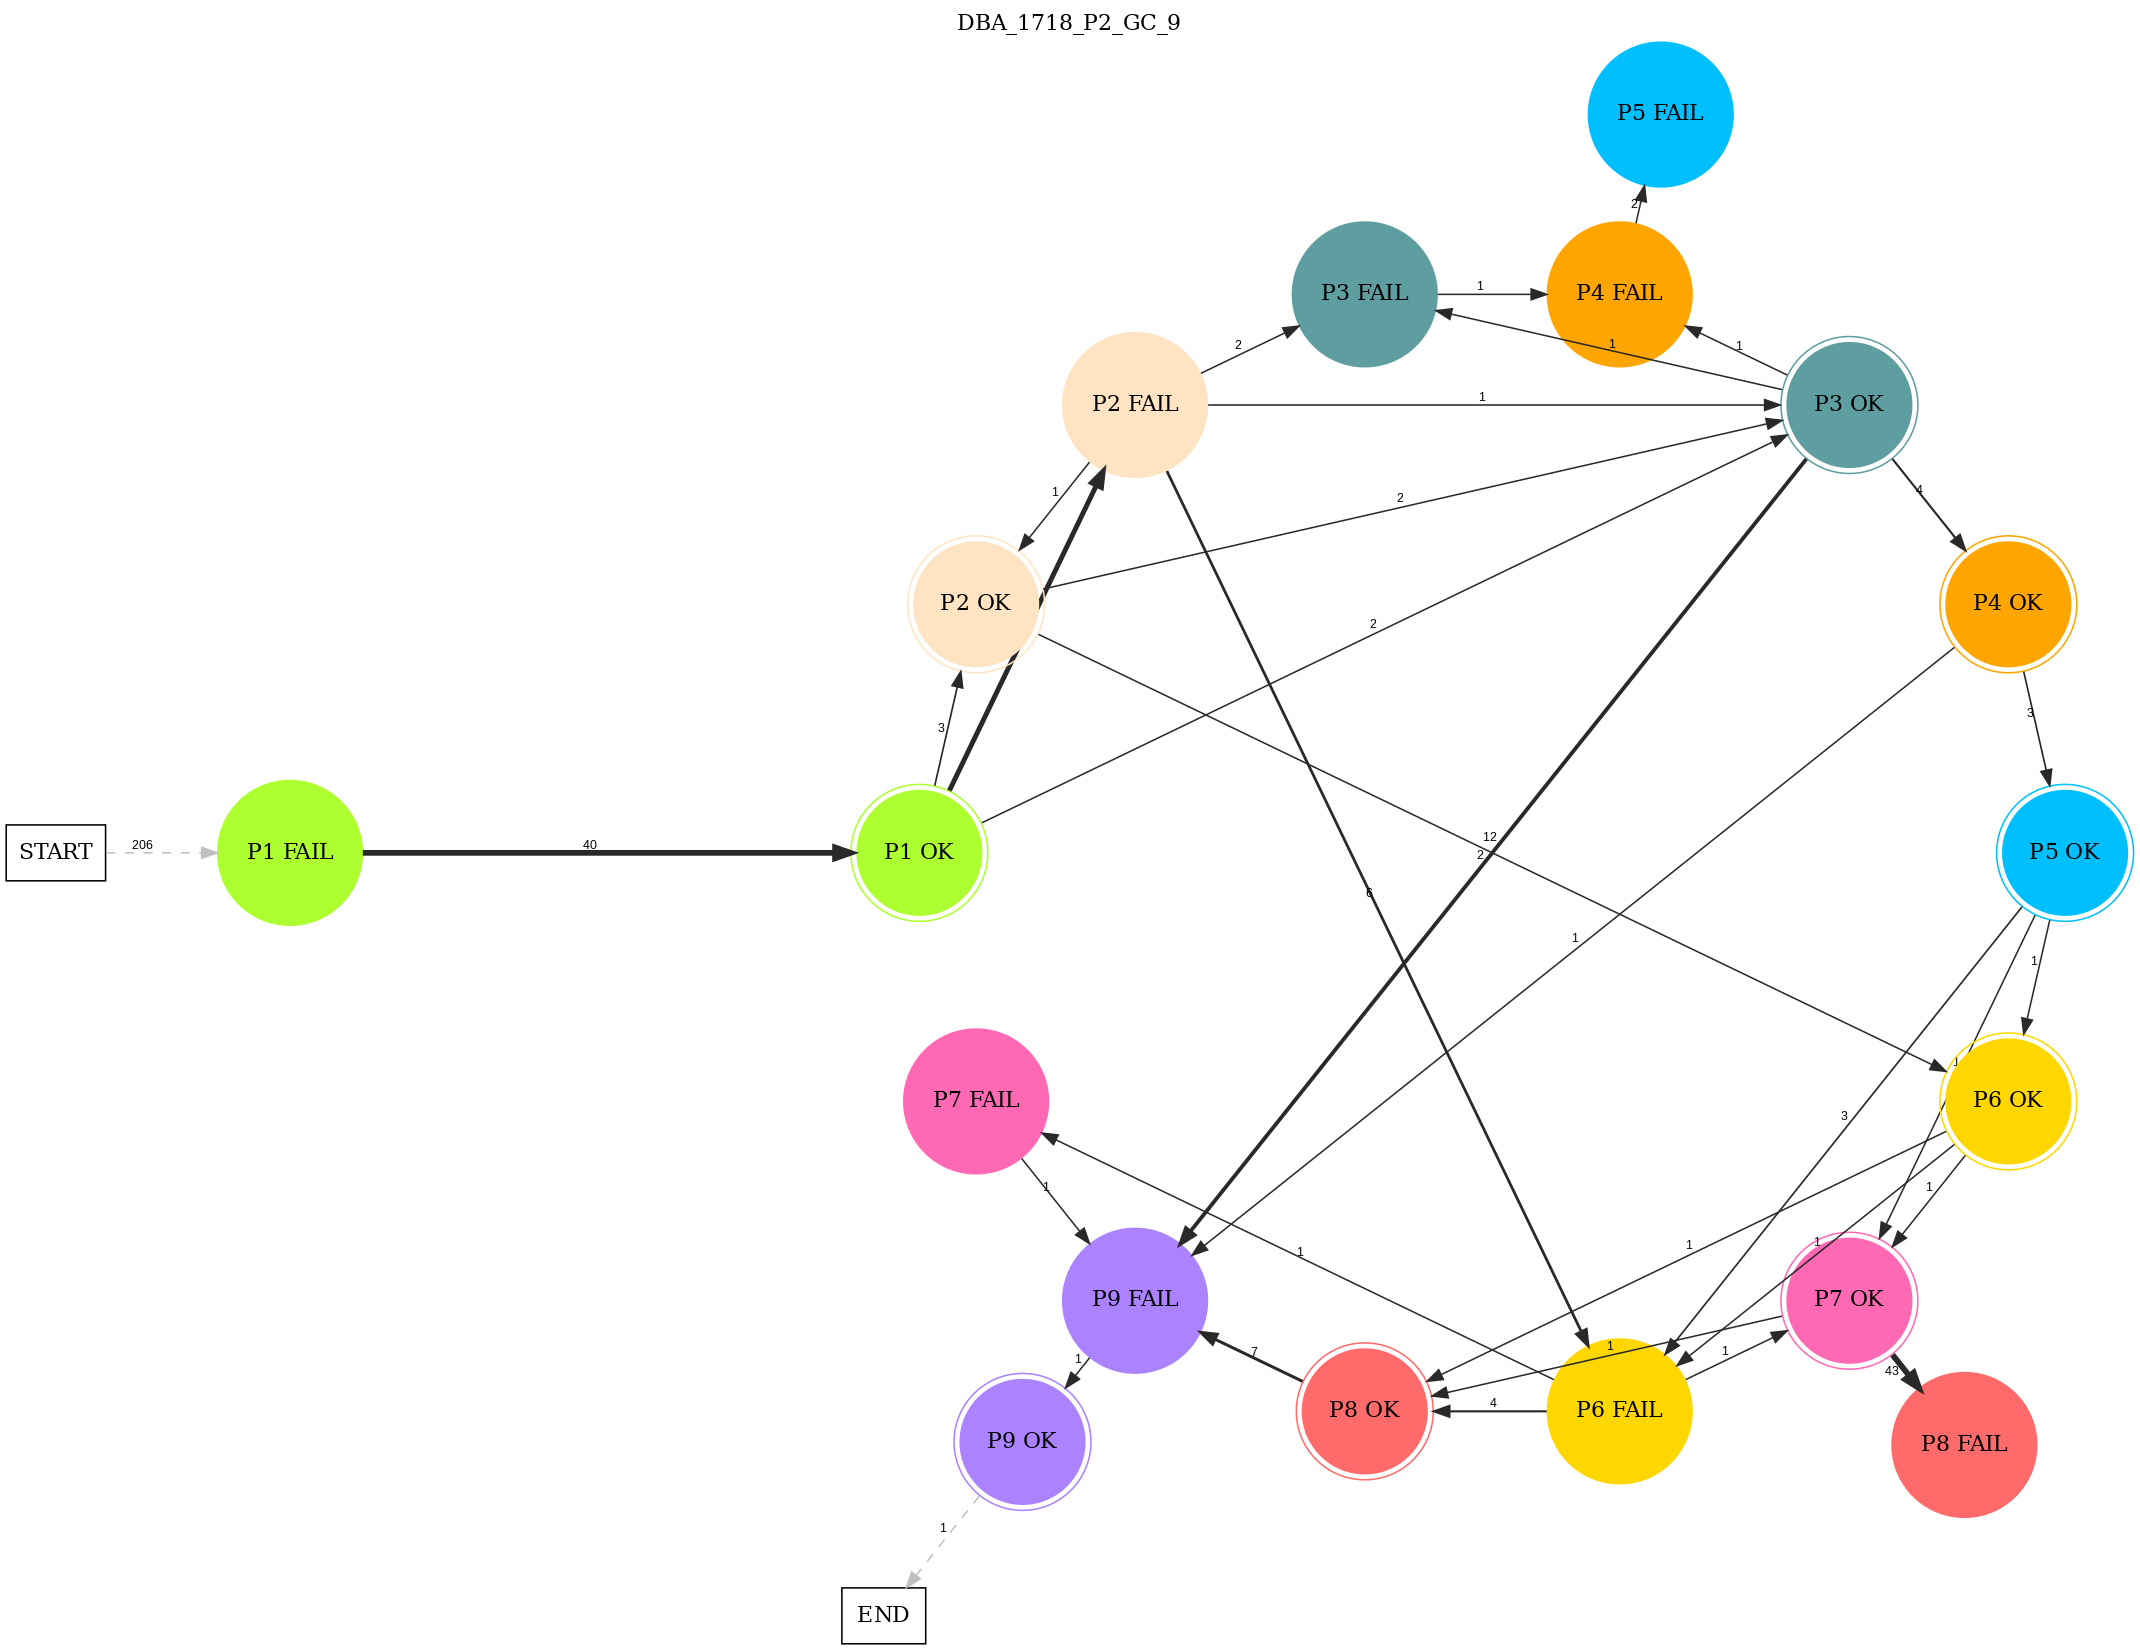 DBA_1718_P2_GC_9
P5 FAIL
2
P3 FAIL
1
P4 FAIL
2
1
1
P2 FAIL
1
P3 OK
1
2
4
P2 OK
P4 OK
2
3
3
12
START
206
P1 FAIL
40
P1 OK
2
P5 OK
6
1
1
1
P7 FAIL
P6 OK
3
1
1
1
1
1
P9 FAIL
P7 OK
1
7
1
1
43
4
P8 OK
P6 FAIL
P9 OK
P8 FAIL
1
END